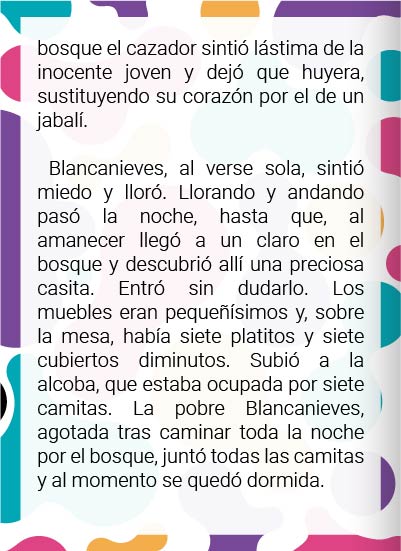 bosque el cazador sintió lástima de la
inocente joven y dejó que huyera,
sustituyendo su corazón por el de un
jabalí.
Blancanieves, al verse sola, sintió
miedo y lloró. Llorando y andando
pasó la noche, hasta que, al
amanecer llegó a un claro en el
bosque y descubrió allí una preciosa
casita. Entró sin dudarlo. Los
muebles eran pequeñísimos y, sobre
la mesa, había siete platitos y siete
cubiertos diminutos. Subió a la
alcoba, que estaba ocupada por siete
camitas. La pobre Blancanieves,
agotada tras caminar toda la noche
por el bosque, juntó todas las camitas
y al momento se quedó dormida.